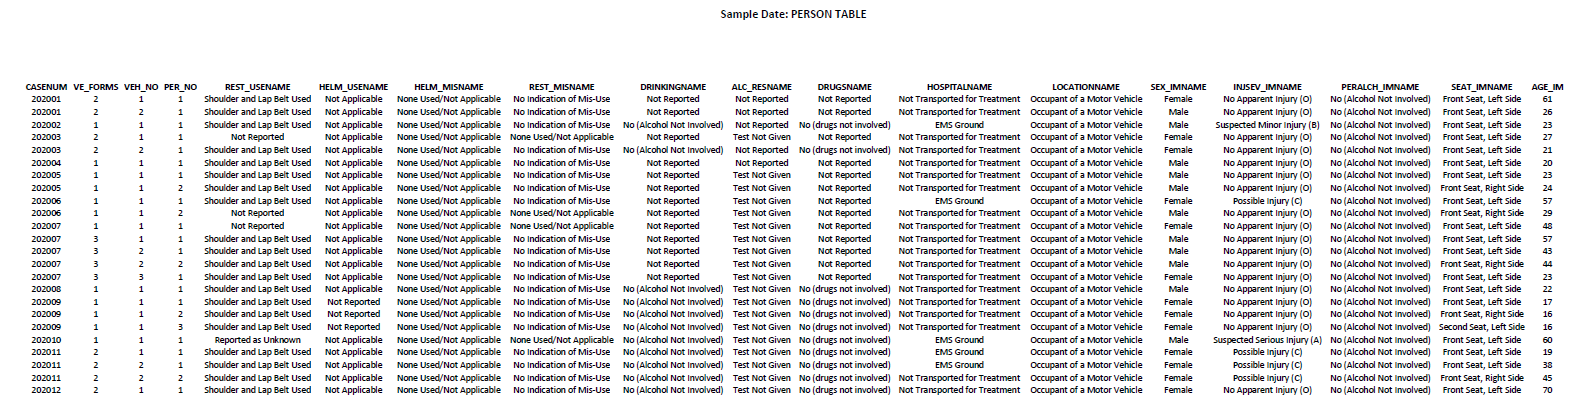 Sample Date: PERSON TABLE
CASENUM VE_FORMS VEH_NO PER_NO REST_USENAME HELM_USENAME HELM_MISNAME REST_MISNAME DRINKINGNAME ALC_RESNAME DRUGSNAME HOSPITALNAME LOCATIONNAME SEX_IMNAME INJSEV_IMNAME PERALCH_IMNAME SEAT_IMNAME AGE_IM
202001 2 1 1 Shoulder and Lap Belt Used Not Applicable None Used/Not Applicable No Indication of Mis-Use Not Reported Not Reported Not Reported Not Transported for Treatment Occupant of a Motor Vehicle Female No Apparent Injury (O) No (Alcohol Not Involved) Front Seat, Left Side 61
202001 2 2 1 Shoulder and Lap Belt Used Not Applicable None Used/Not Applicable No Indication of Mis-Use Not Reported Not Reported Not Reported Not Transported for Treatment Occupant of a Motor Vehicle Male No Apparent Injury (O) No (Alcohol Not Involved) Front Seat, Left Side 26
202002 1 1 1 Shoulder and Lap Belt Used Not Applicable None Used/Not Applicable No Indication of Mis-Use No (Alcohol Not Involved) Not Reported No (drugs not involved) EMS Ground Occupant of a Motor Vehicle Male Suspected Minor Injury (B) No (Alcohol Not Involved) Front Seat, Left Side 23
202003 2 1 1 Not Reported Not Applicable None Used/Not Applicable None Used/Not Applicable Not Reported Test Not Given Not Reported Not Transported for Treatment Occupant of a Motor Vehicle Female No Apparent Injury (O) No (Alcohol Not Involved) Front Seat, Left Side 27
202003 2 2 1 Shoulder and Lap Belt Used Not Applicable None Used/Not Applicable No Indication of Mis-Use No (Alcohol Not Involved) Not Reported No (drugs not involved) Not Transported for Treatment Occupant of a Motor Vehicle Female No Apparent Injury (O) No (Alcohol Not Involved) Front Seat, Left Side 21
202004 1 1 1 Shoulder and Lap Belt Used Not Applicable None Used/Not Applicable No Indication of Mis-Use Not Reported Not Reported Not Reported Not Transported for Treatment Occupant of a Motor Vehicle Male No Apparent Injury (O) No (Alcohol Not Involved) Front Seat, Left Side 20
202005 1 1 1 Shoulder and Lap Belt Used Not Applicable None Used/Not Applicable No Indication of Mis-Use Not Reported Test Not Given Not Reported Not Transported for Treatment Occupant of a Motor Vehicle Male No Apparent Injury (O) No (Alcohol Not Involved) Front Seat, Left Side 23
202005 1 1 2 Shoulder and Lap Belt Used Not Applicable None Used/Not Applicable No Indication of Mis-Use Not Reported Test Not Given Not Reported Not Transported for Treatment Occupant of a Motor Vehicle Male No Apparent Injury (O) No (Alcohol Not Involved) Front Seat, Right Side 24
202006 1 1 1 Shoulder and Lap Belt Used Not Applicable None Used/Not Applicable No Indication of Mis-Use Not Reported Test Not Given Not Reported EMS Ground Occupant of a Motor Vehicle Female Possible Injury (C) No (Alcohol Not Involved) Front Seat, Left Side 57
202006 1 1 2 Not Reported Not Applicable None Used/Not Applicable None Used/Not Applicable Not Reported Test Not Given Not Reported Not Transported for Treatment Occupant of a Motor Vehicle Male No Apparent Injury (O) No (Alcohol Not Involved) Front Seat, Right Side 29
202007 1 1 1 Not Reported Not Applicable None Used/Not Applicable None Used/Not Applicable Not Reported Test Not Given Not Reported Not Transported for Treatment Occupant of a Motor Vehicle Female No Apparent Injury (O) No (Alcohol Not Involved) Front Seat, Left Side 48
202007 3 1 1 Shoulder and Lap Belt Used Not Applicable None Used/Not Applicable No Indication of Mis-Use Not Reported Test Not Given Not Reported Not Transported for Treatment Occupant of a Motor Vehicle Male No Apparent Injury (O) No (Alcohol Not Involved) Front Seat, Left Side 57
202007 3 2 1 Shoulder and Lap Belt Used Not Applicable None Used/Not Applicable No Indication of Mis-Use Not Reported Test Not Given Not Reported Not Transported for Treatment Occupant of a Motor Vehicle Male No Apparent Injury (O) No (Alcohol Not Involved) Front Seat, Left Side 43
202007 3 2 2 Shoulder and Lap Belt Used Not Applicable None Used/Not Applicable No Indication of Mis-Use Not Reported Test Not Given Not Reported Not Transported for Treatment Occupant of a Motor Vehicle Male No Apparent Injury (O) No (Alcohol Not Involved) Front Seat, Right Side 44
202007 3 3 1 Shoulder and Lap Belt Used Not Applicable None Used/Not Applicable No Indication of Mis-Use Not Reported Test Not Given Not Reported Not Transported for Treatment Occupant of a Motor Vehicle Female No Apparent Injury (O) No (Alcohol Not Involved) Front Seat, Left Side 23
202008 1 1 1 Shoulder and Lap Belt Used Not Applicable None Used/Not Applicable No Indication of Mis-Use No (Alcohol Not Involved) Test Not Given No (drugs not involved) Not Transported for Treatment Occupant of a Motor Vehicle Male No Apparent Injury (O) No (Alcohol Not Involved) Front Seat, Left Side 22
202009 1 1 1 Shoulder and Lap Belt Used Not Reported None Used/Not Applicable No Indication of Mis-Use No (Alcohol Not Involved) Test Not Given No (drugs not involved) Not Transported for Treatment Occupant of a Motor Vehicle Female No Apparent Injury (O) No (Alcohol Not Involved) Front Seat, Left Side 17
202009 1 1 2 Shoulder and Lap Belt Used Not Reported None Used/Not Applicable No Indication of Mis-Use No (Alcohol Not Involved) Test Not Given No (drugs not involved) Not Transported for Treatment Occupant of a Motor Vehicle Female No Apparent Injury (O) No (Alcohol Not Involved) Front Seat, Right Side 16
202009 1 1 3 Shoulder and Lap Belt Used Not Reported None Used/Not Applicable No Indication of Mis-Use No (Alcohol Not Involved) Test Not Given No (drugs not involved) Not Transported for Treatment Occupant of a Motor Vehicle Female No Apparent Injury (O) No (Alcohol Not Involved) Second Seat, Left Side 16
202010 1 1 1 Reported as Unknown Not Applicable None Used/Not Applicable None Used/Not Applicable No (Alcohol Not Involved) Test Not Given No (drugs not involved) EMS Ground Occupant of a Motor Vehicle Male Suspected Serious Injury (A) No (Alcohol Not Involved) Front Seat, Left Side 60
202011 2 1 1 Shoulder and Lap Belt Used Not Applicable None Used/Not Applicable No Indication of Mis-Use No (Alcohol Not Involved) Test Not Given No (drugs not involved) EMS Ground Occupant of a Motor Vehicle Female Possible Injury (C) No (Alcohol Not Involved) Front Seat, Left Side 19
202011 2 2 1 Shoulder and Lap Belt Used Not Applicable None Used/Not Applicable No Indication of Mis-Use No (Alcohol Not Involved) Test Not Given No (drugs not involved) EMS Ground Occupant of a Motor Vehicle Female Possible Injury (C) No (Alcohol Not Involved) Front Seat, Left Side 38
202011 2 2 2 Shoulder and Lap Belt Used Not Applicable None Used/Not Applicable No Indication of Mis-Use No (Alcohol Not Involved) Test Not Given No (drugs not involved) Not Transported for Treatment Occupant of a Motor Vehicle Female Possible Injury (C) No (Alcohol Not Involved) Front Seat, Right Side 45
202012 2 1 1 Shoulder and Lap Belt Used Not Applicable None Used/Not Applicable No Indication of Mis-Use No (Alcohol Not Involved) Test Not Given No (drugs not involved) Not Transported for Treatment Occupant of a Motor Vehicle Female No Apparent Injury (O) No (Alcohol Not Involved) Front Seat, Left Side 70